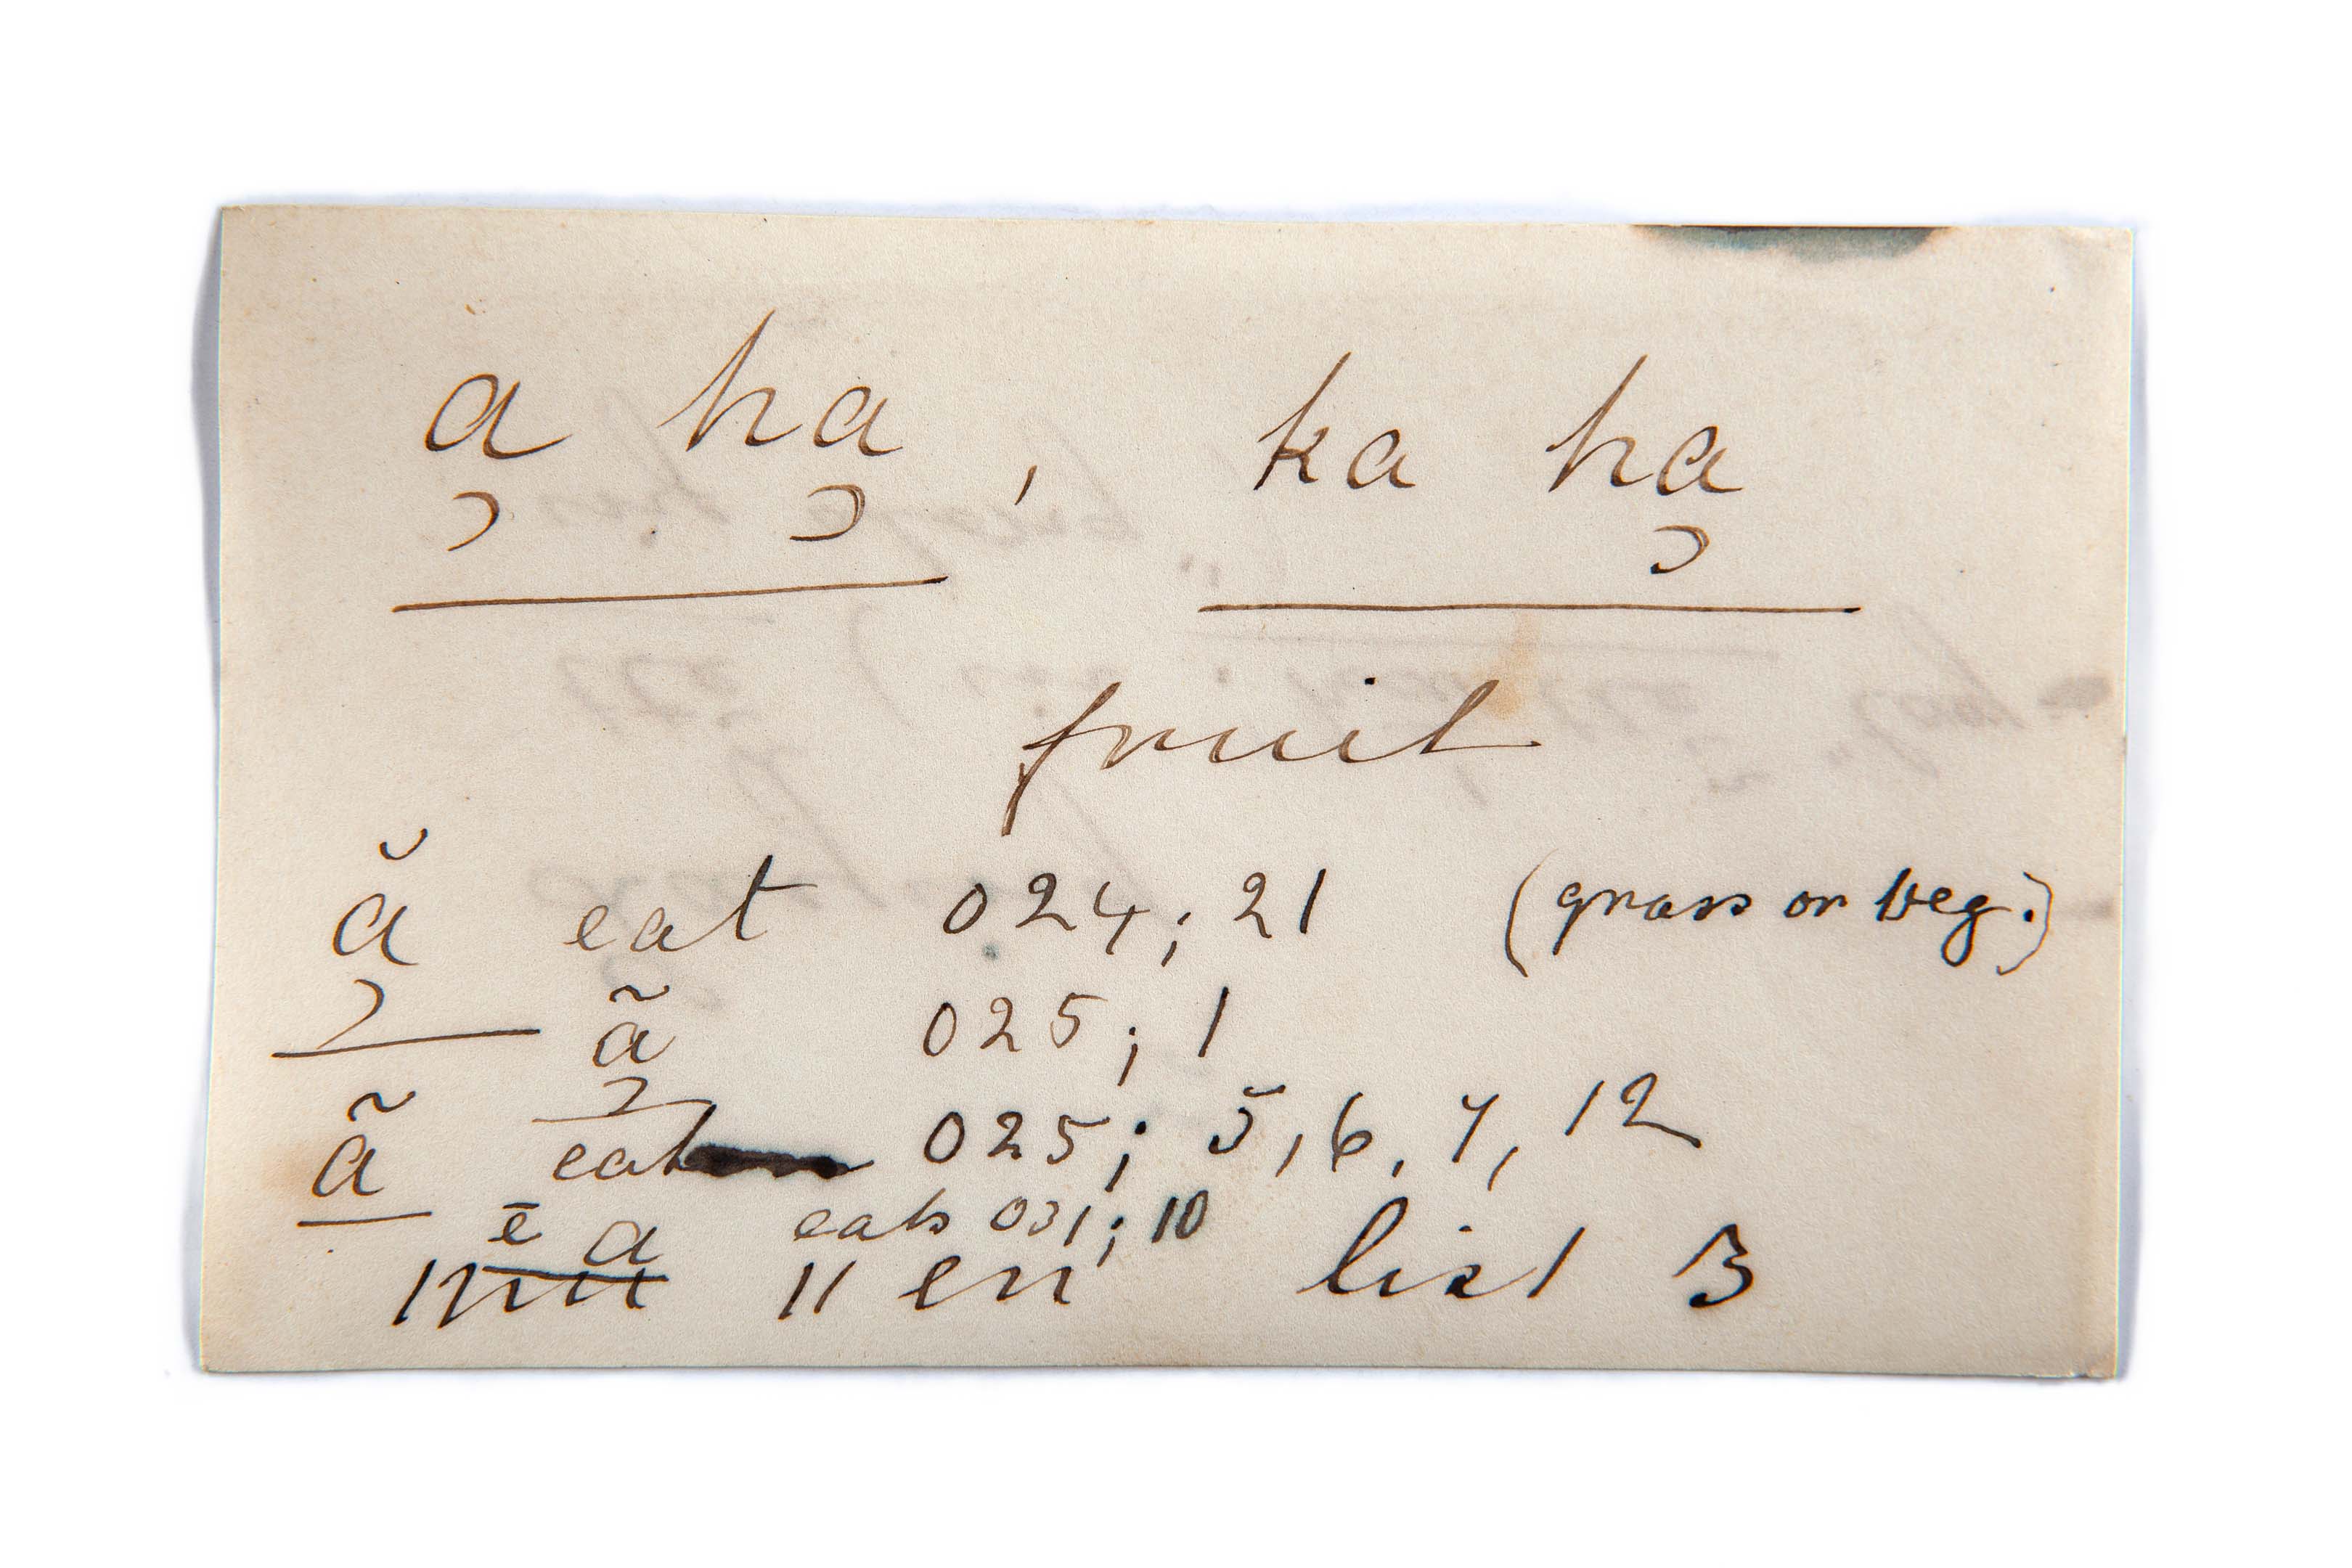 a̱ ha̱, ka ha̱
fruit
ă eat 024; 21 (grass or veg.)
ã 025; 1
ã eat 025; 5, 6, 7, 12
ē a eats 031; 10
11 en list 3